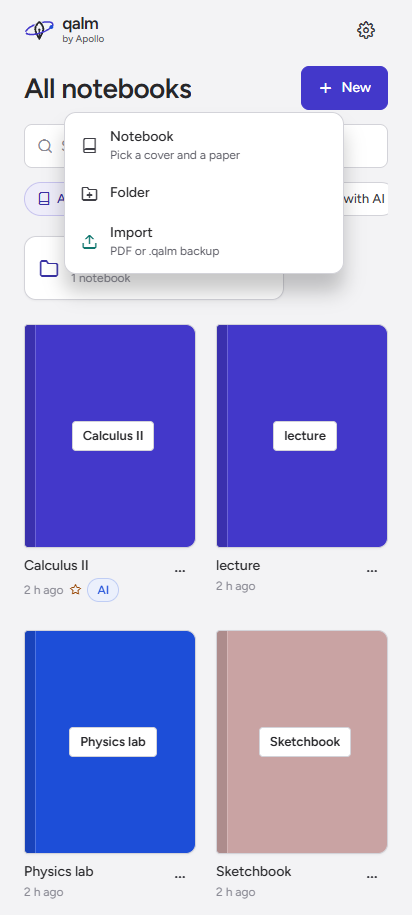 qalm
by Apollo
All notebooks
New
Notebook
Pick a cover and a paper
Folder
Import
PDF or .qalm backup
with AI
1 notebook
Calculus II
lecture
Calculus II
...
lecture
...
2 h ago
AI
2 h ago
Physics lab
Sketchbook
Physics lab
...
Sketchbook
...
2 h ago
2 h ago